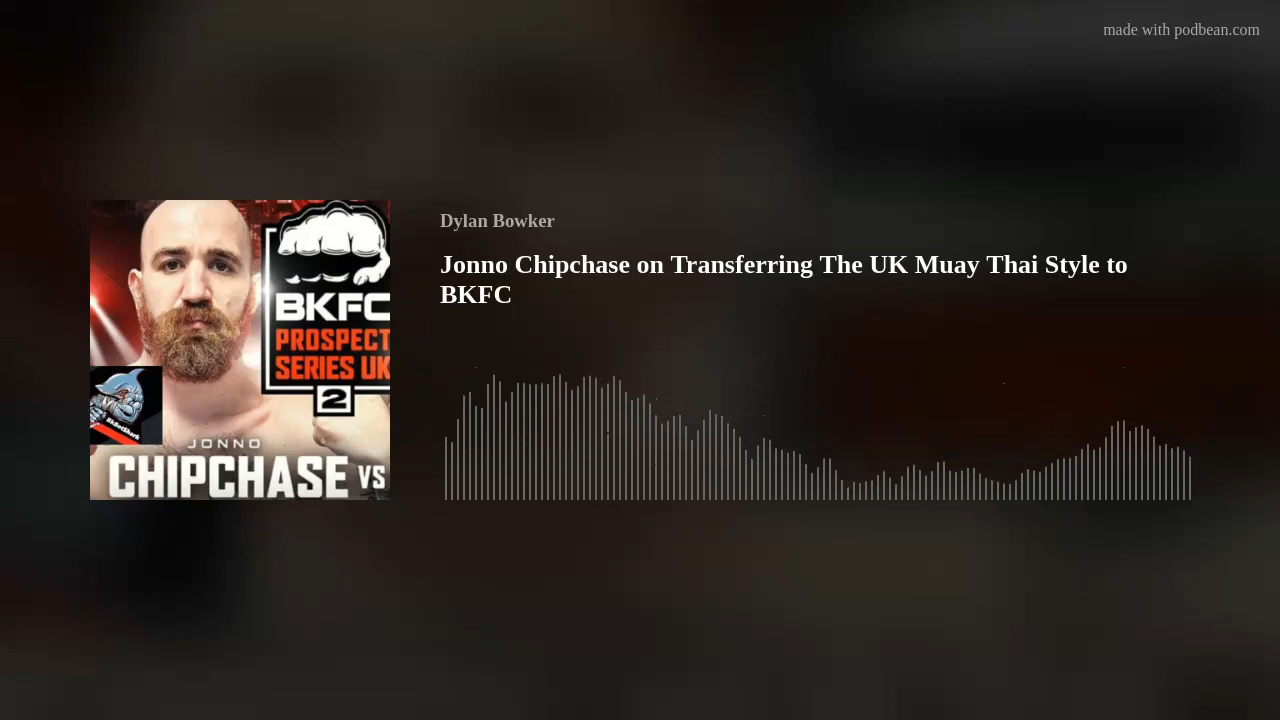 made with podbean.com
Dylan Bowker
Jonno Chipchase on Transferring The UK Muay Thai Style to
BKFC
BKFC
PROSPECT
SERIES UK
2
BkBotShark
JONNO
CHIPCHASE VS